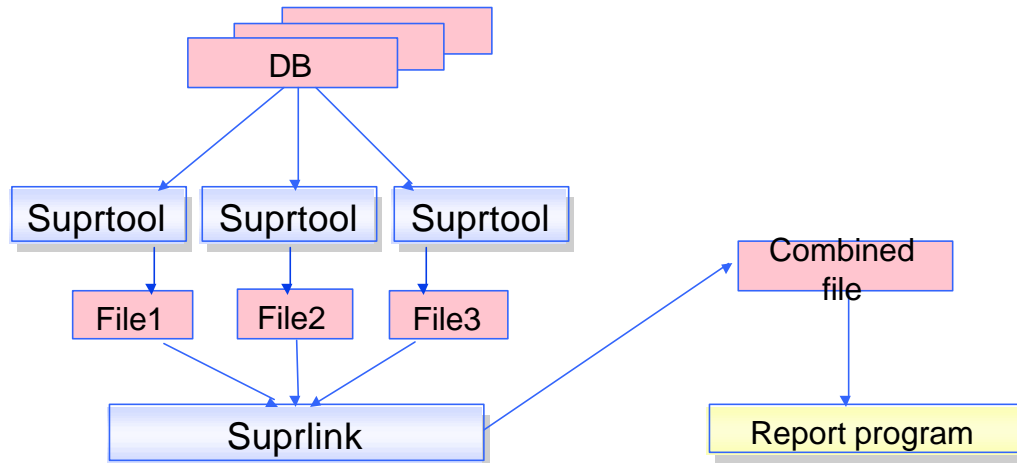 DB
Suprtool
Suprtool
Suprtool
Combined
file
File1
File2
File3
Suprlink
Report program